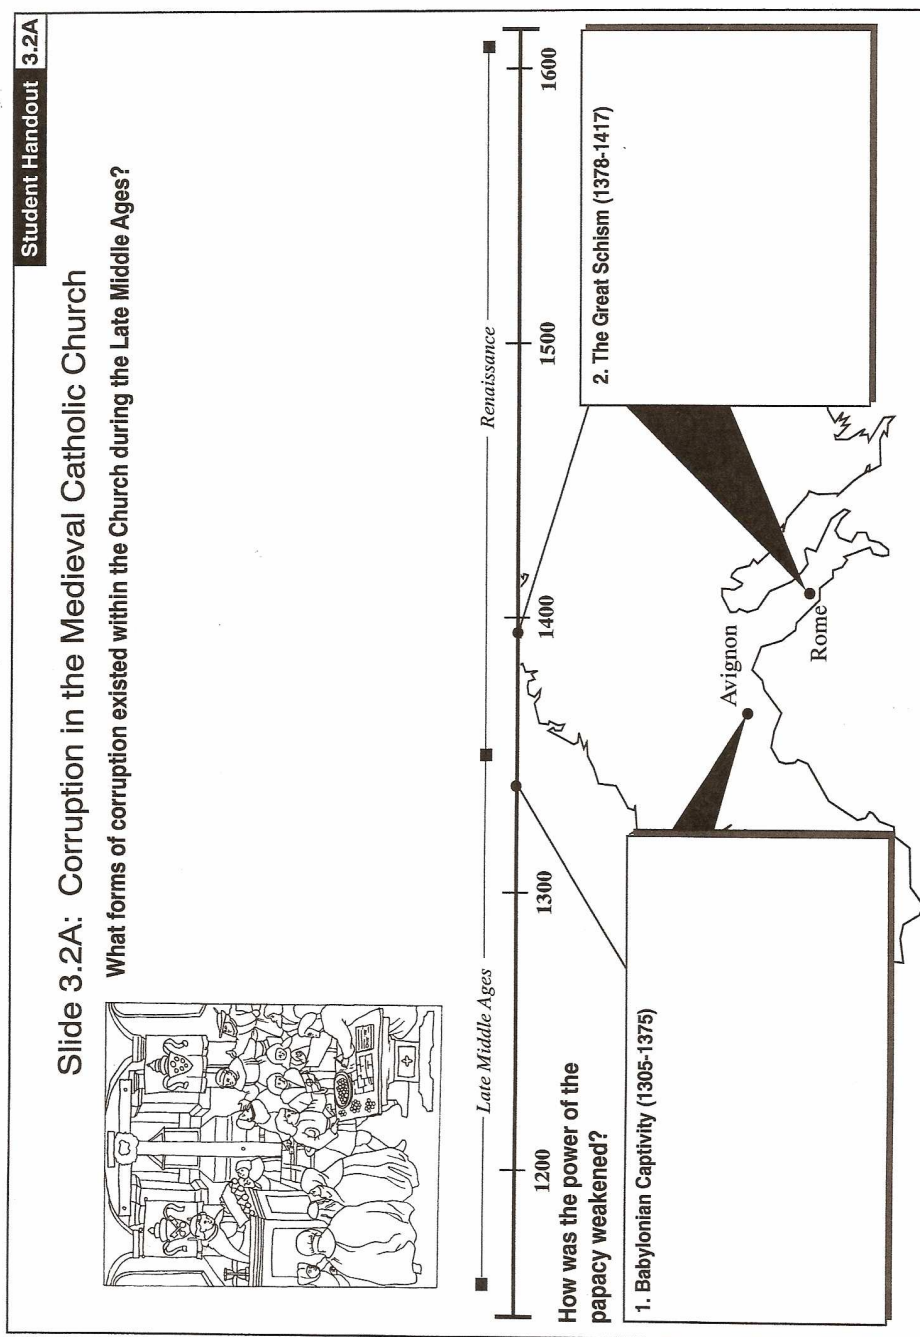 Student Handout 3.2A
Slide 3.2A: Corruption in the Medieval Catholic Church
What forms of corruption existed within the Church during the Late Middle Ages?
Late Middle Ages
Renaissance
1200
1300
1400
1500
1600
How was the power of the
papacy weakened?
1. Babylonian Captivity (1305-1375)
2. The Great Schism (1378-1417)
Avignon
Rome